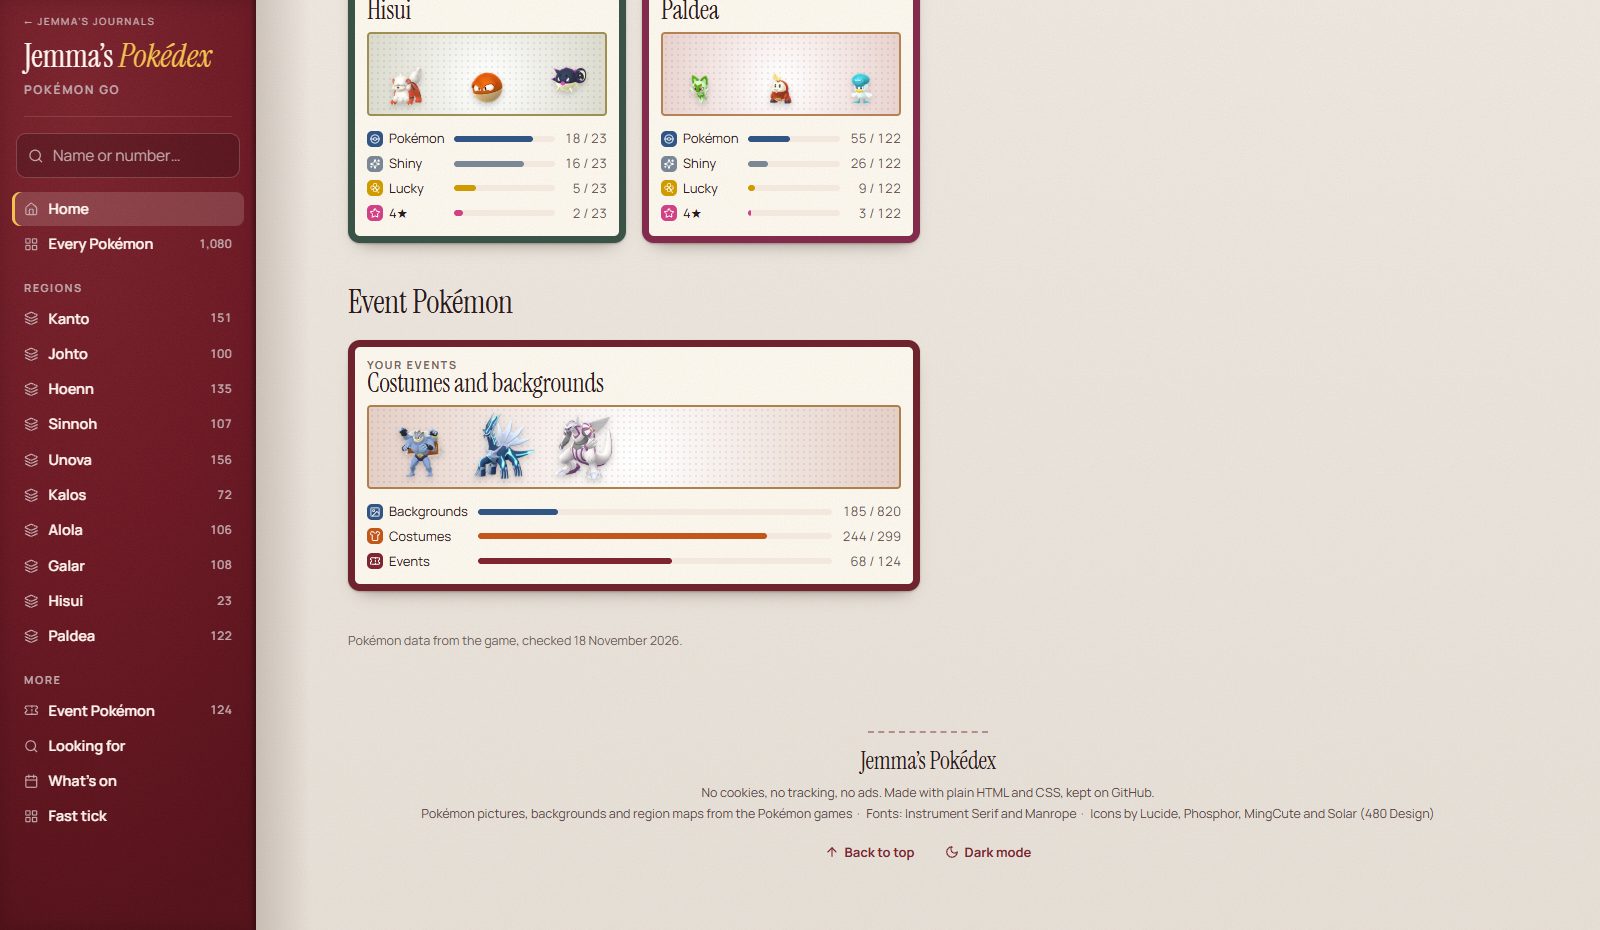 ← JEMMA'S JOURNALS
Jemma's Pokédex
POKÉMON GO
Name or number...
Home
Every Pokémon 1,080
REGIONS
Kanto 151
Johto 100
Hoenn 135
Sinnoh 107
Unova 156
Kalos 72
Alola 106
Galar 108
Hisui 23
Paldea 122
MORE
Event Pokémon 124
Looking for
What's on
Fast tick
Hisui
Pokémon 18 / 23
Shiny 16 / 23
Lucky 5 / 23
4★ 2 / 23
Paldea
Pokémon 55 / 122
Shiny 26 / 122
Lucky 9 / 122
4★ 3 / 122
Event Pokémon
YOUR EVENTS
Costumes and backgrounds
Backgrounds 185 / 820
Costumes 244 / 299
Events 68 / 124
Pokémon data from the game, checked 18 November 2026.
Jemma's Pokédex
No cookies, no tracking, no ads. Made with plain HTML and CSS, kept on GitHub.
Pokémon pictures, backgrounds and region maps from the Pokémon games · Fonts: Instrument Serif and Manrope · Icons by Lucide, Phosphor, MingCute and Solar (480 Design)
↑ Back to top Dark mode